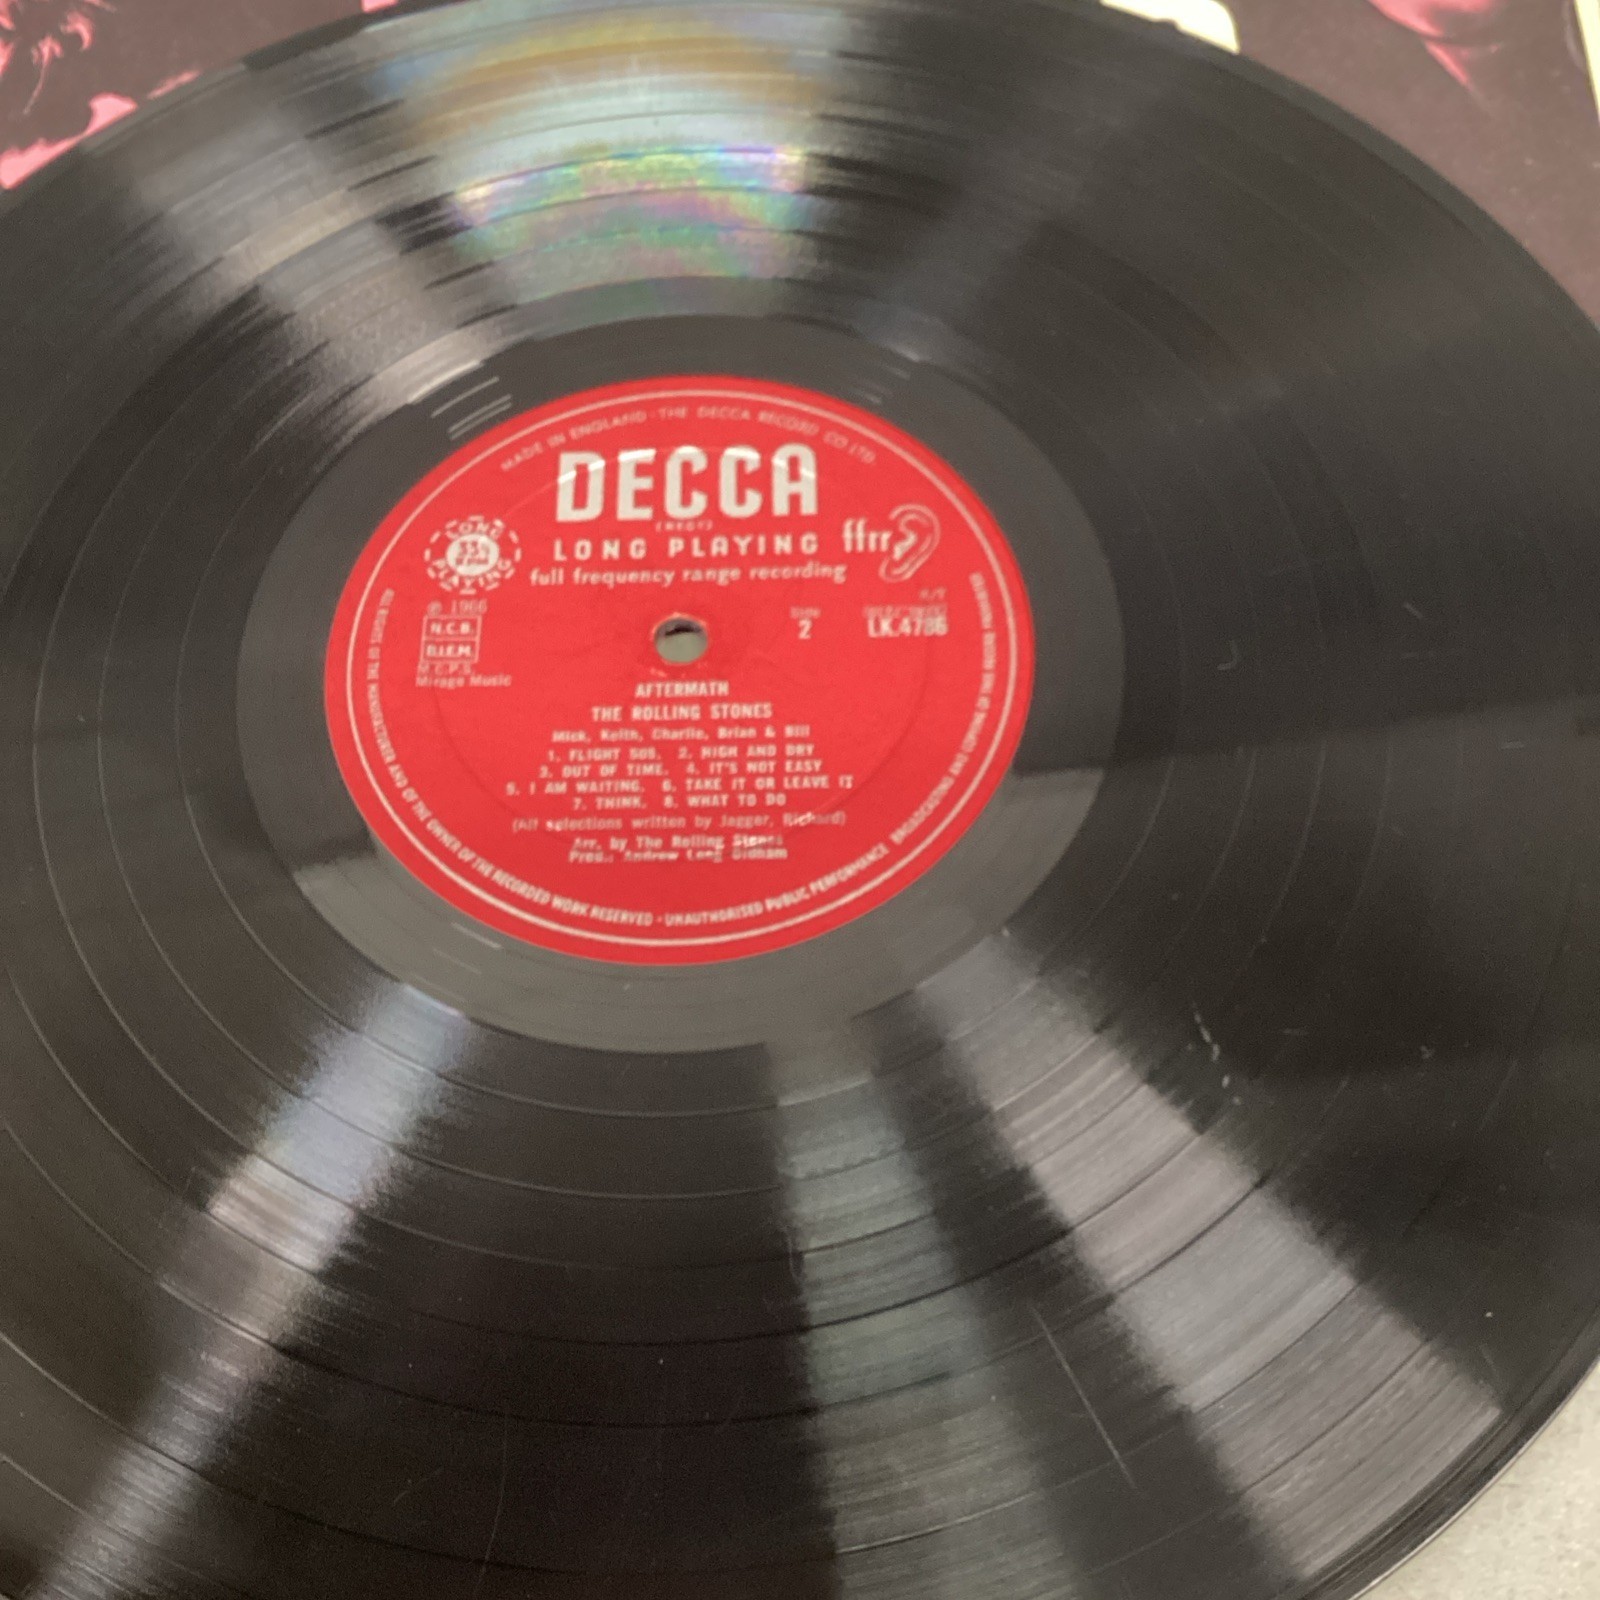 MADE IN ENGLAND · THE DECCA RECORD CO LTD.
DECCA
(REGD)
LONG PLAYING
ffrr
full frequency range recording
LONG PLAYING
33⅓
℗ 1966
N.C.B.
B.I.E.M.
M.C.P.S.
Mirage Music
Side
2
LK.4786
AFTERMATH
THE ROLLING STONES
Mick, Keith, Charlie, Brian & Bill
1. FLIGHT 505. 2. HIGH AND DRY
3. OUT OF TIME. 4. IT'S NOT EASY
5. I AM WAITING. 6. TAKE IT OR LEAVE IT
7. THINK. 8. WHAT TO DO
(All selections written by Jagger, Richard)
Arr. by The Rolling Stones
Prod.: Andrew Loog Oldham
ALL RIGHTS OF THE MANUFACTURER AND OF THE OWNER OF THE RECORDED WORK RESERVED · UNAUTHORISED PUBLIC PERFORMANCE BROADCASTING AND COPYING OF THIS RECORD PROHIBITED